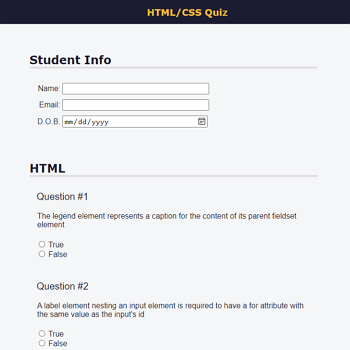 HTML/CSS Quiz
Student Info
Name:
Email:
D.O.B.
mm/dd/yyyy
HTML
Question #1
The legend element represents a caption for the content of its parent fieldset
element
True
False
Question #2
A label element nesting an input element is required to have a for attribute with
the same value as the input's id
True
False